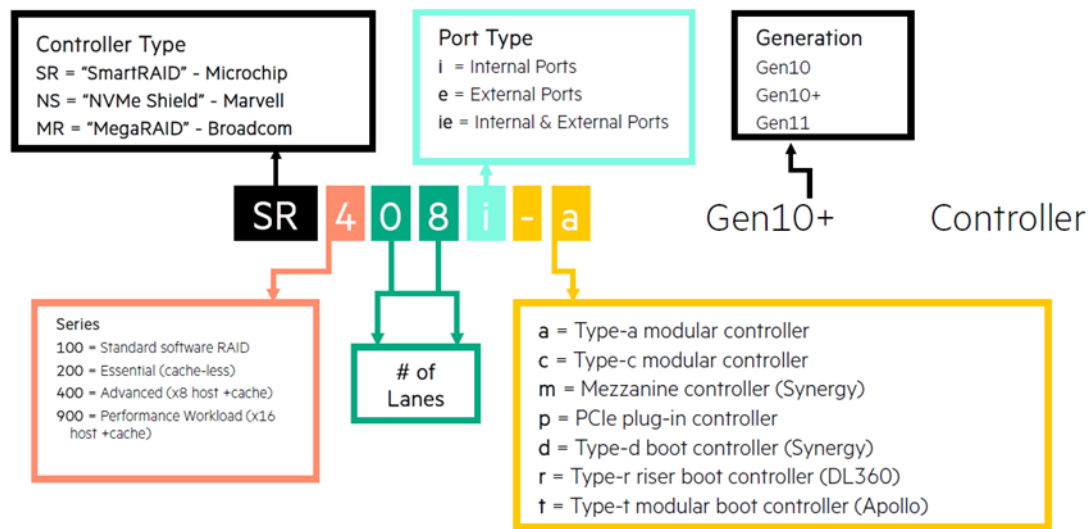 Controller Type
SR = “SmartRAID” - Microchip
NS = “NVMe Shield” - Marvell
MR = “MegaRAID” - Broadcom
Port Type
i = Internal Ports
e = External Ports
ie = Internal & External Ports
Generation
Gen10
Gen10+
Gen11
SR 4 0 8 i - a Gen10+ Controller
Series
100 = Standard software RAID
200 = Essential (cache-less)
400 = Advanced (x8 host +cache)
900 = Performance Workload (x16
host +cache)
# of
Lanes
a = Type-a modular controller
c = Type-c modular controller
m = Mezzanine controller (Synergy)
p = PCIe plug-in controller
d = Type-d boot controller (Synergy)
r = Type-r riser boot controller (DL360)
t = Type-t modular boot controller (Apollo)